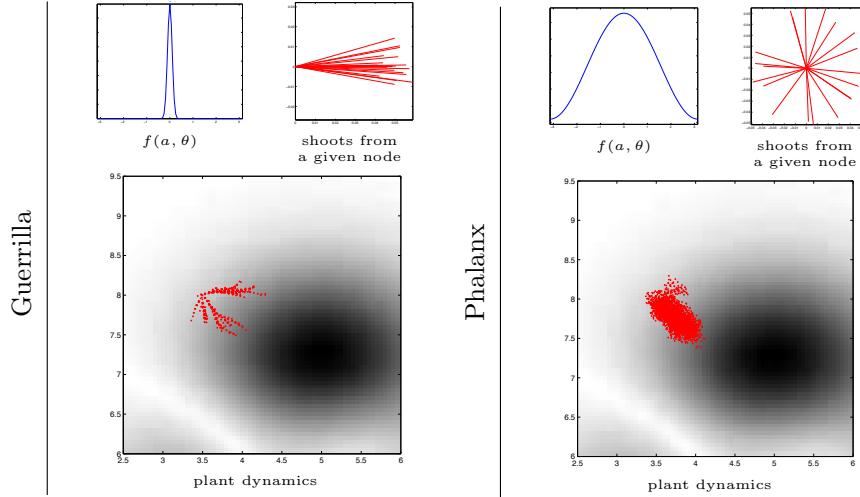 Guerrilla
f(a, θ)
shoots from
a given node
9.5
9
8.5
8
7.5
7
6.5
6
2.5 3 3.5 4 4.5 5 5.5 6
plant dynamics
Phalanx
f(a, θ)
shoots from
a given node
9.5
9
8.5
8
7.5
7
6.5
6
2.5 3 3.5 4 4.5 5 5.5 6
plant dynamics